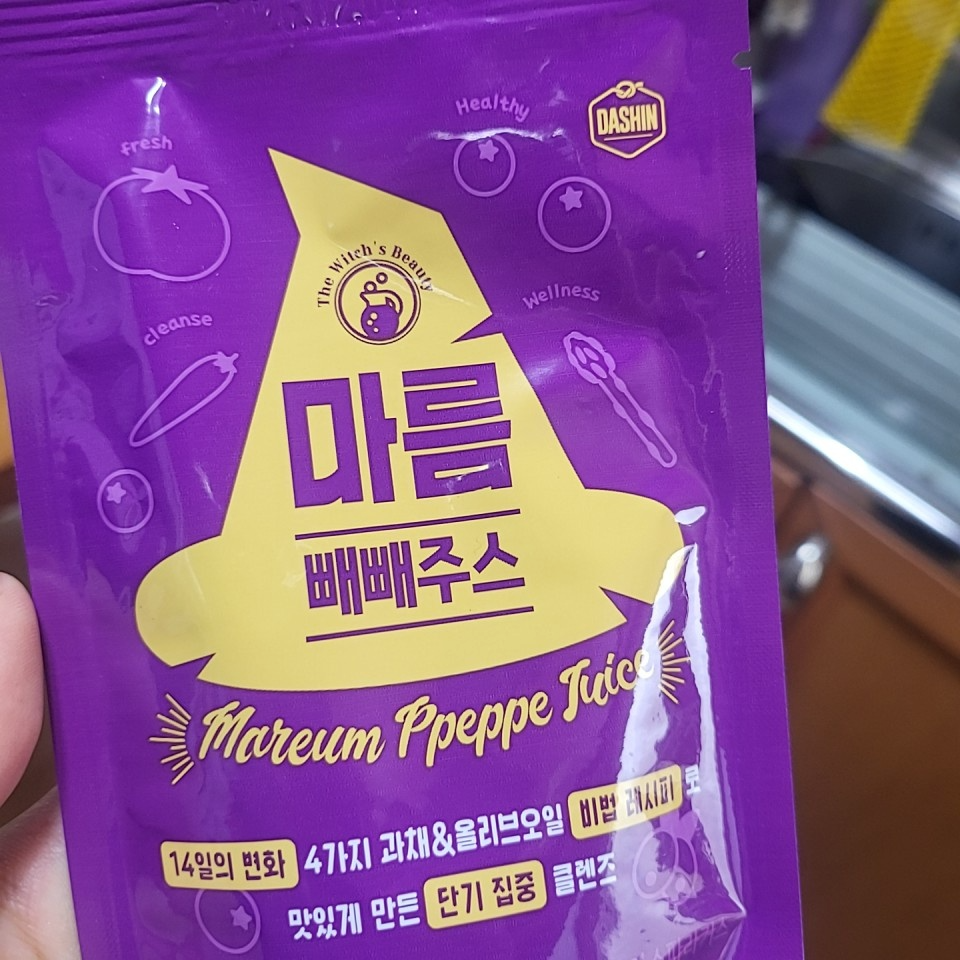 DASHIN
Healthy
fresh
The Witch's Beauty
Wellness
cleanse
마름
빼빼주스
Mareum Ppeppe Juice
14일의 변화 4가지 과채&올리브오일 비법 레시피로
맛있게 만든 단기 집중 클렌즈